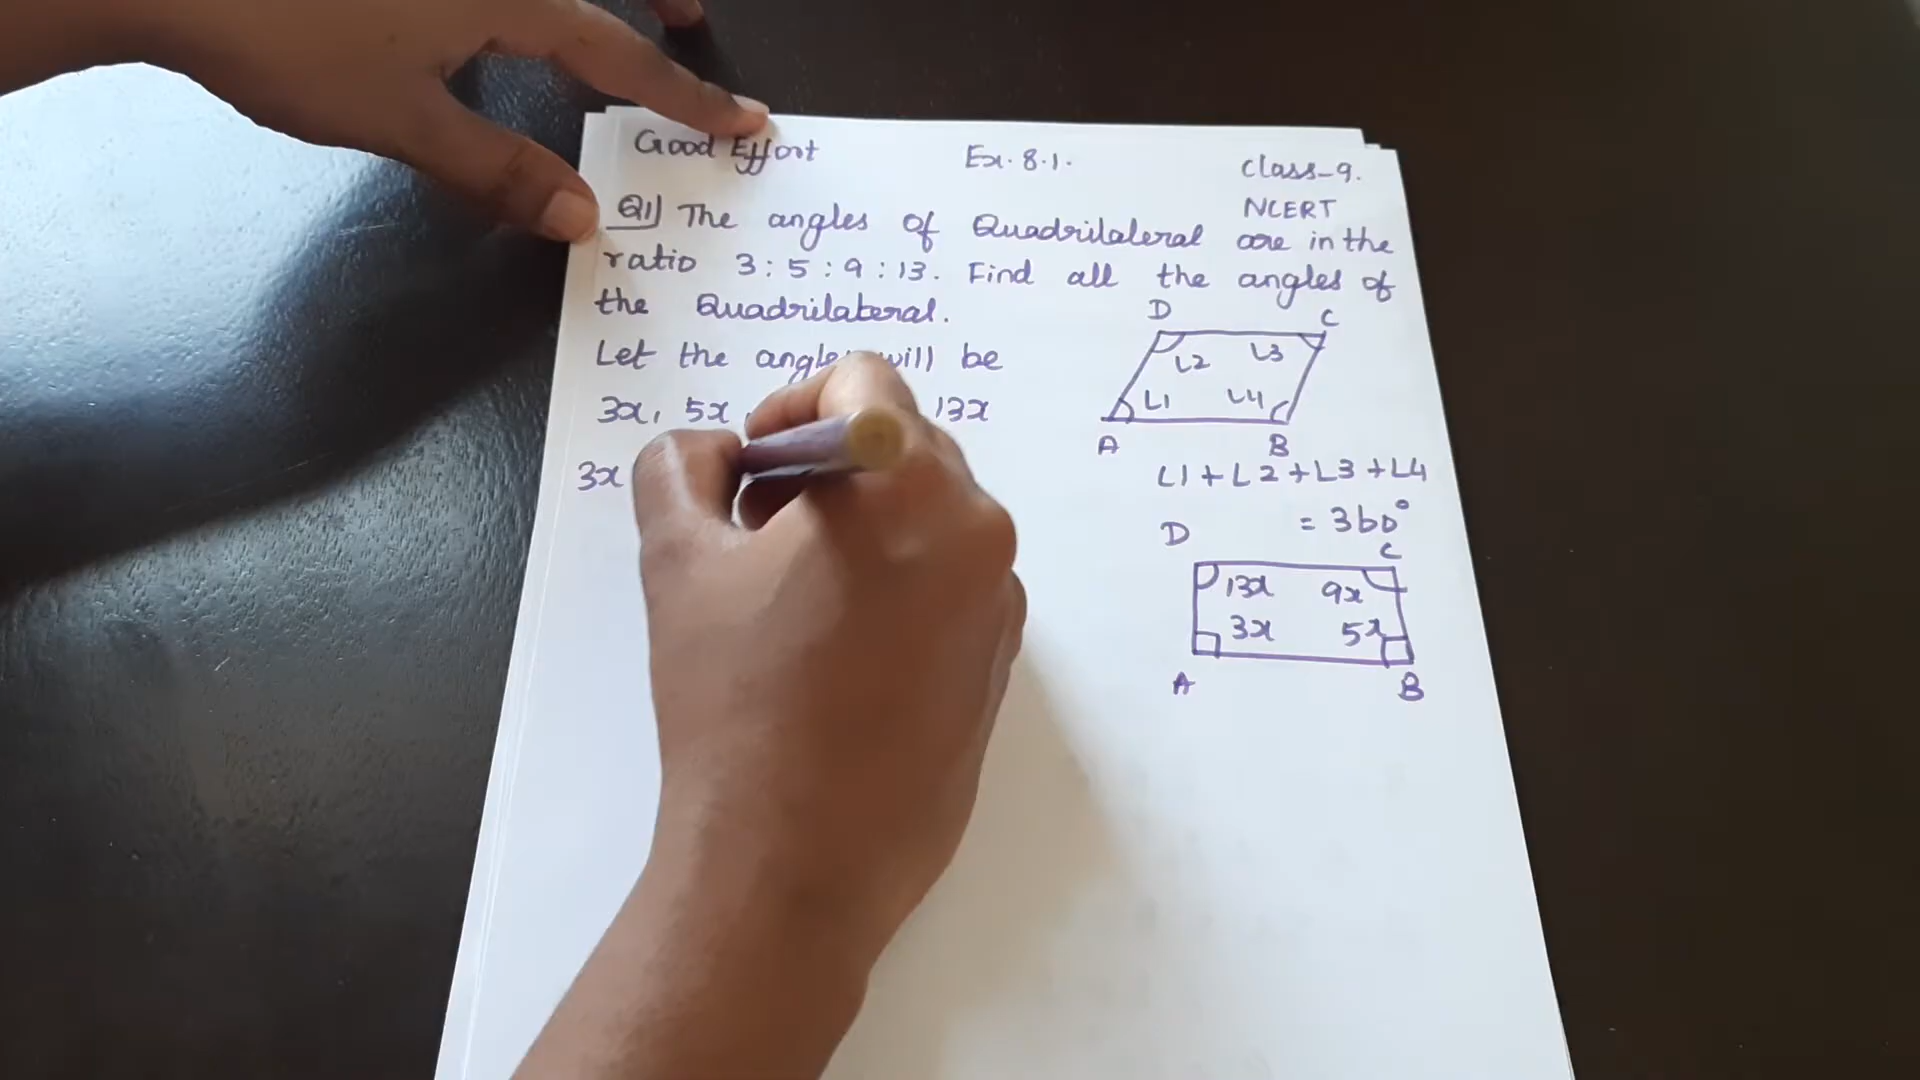 Good Effort Ex. 8.1. Class-9.
NCERT
Q1) The angles of Quadrilateral are in the
ratio 3 : 5 : 9 : 13. Find all the angles of
the Quadrilateral.
Let the angles will be
3x, 5x, 13x
3x
D C
∠2 ∠3
∠1 ∠4
A B
∠1 + ∠2 + ∠3 + ∠4
= 360°
D C
13x 9x
3x 5x
A B